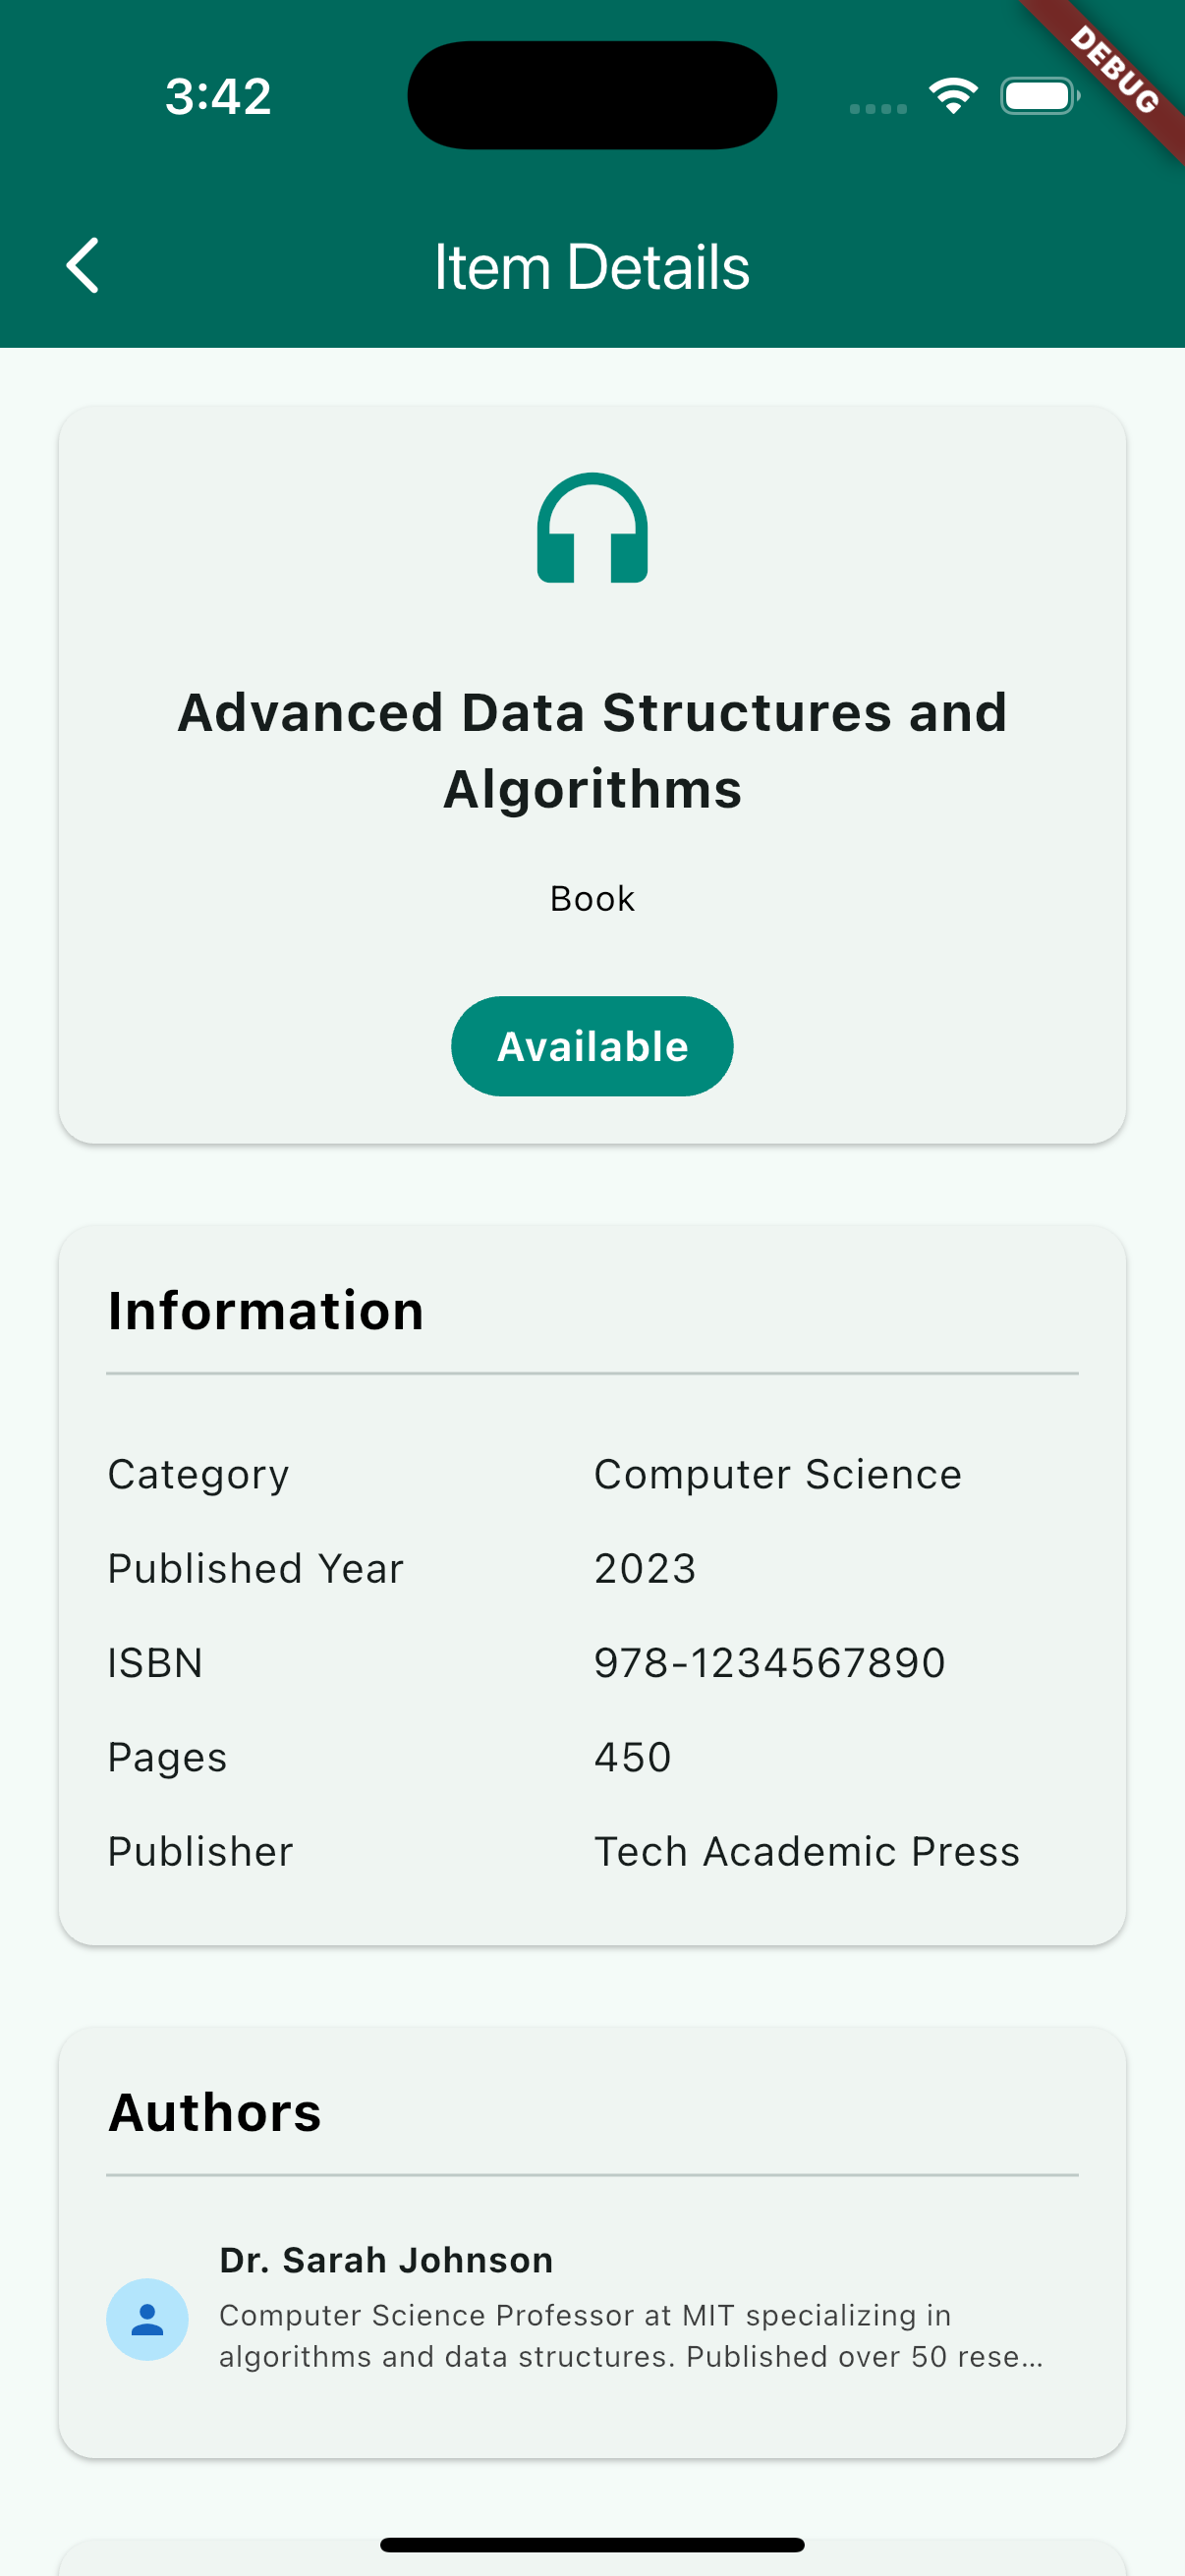 3:42
DEBUG
Item Details
Advanced Data Structures and
Algorithms
Book
Available
Information
Category Computer Science
Published Year 2023
ISBN 978-1234567890
Pages 450
Publisher Tech Academic Press
Authors
Dr. Sarah Johnson
Computer Science Professor at MIT specializing in
algorithms and data structures. Published over 50 rese...